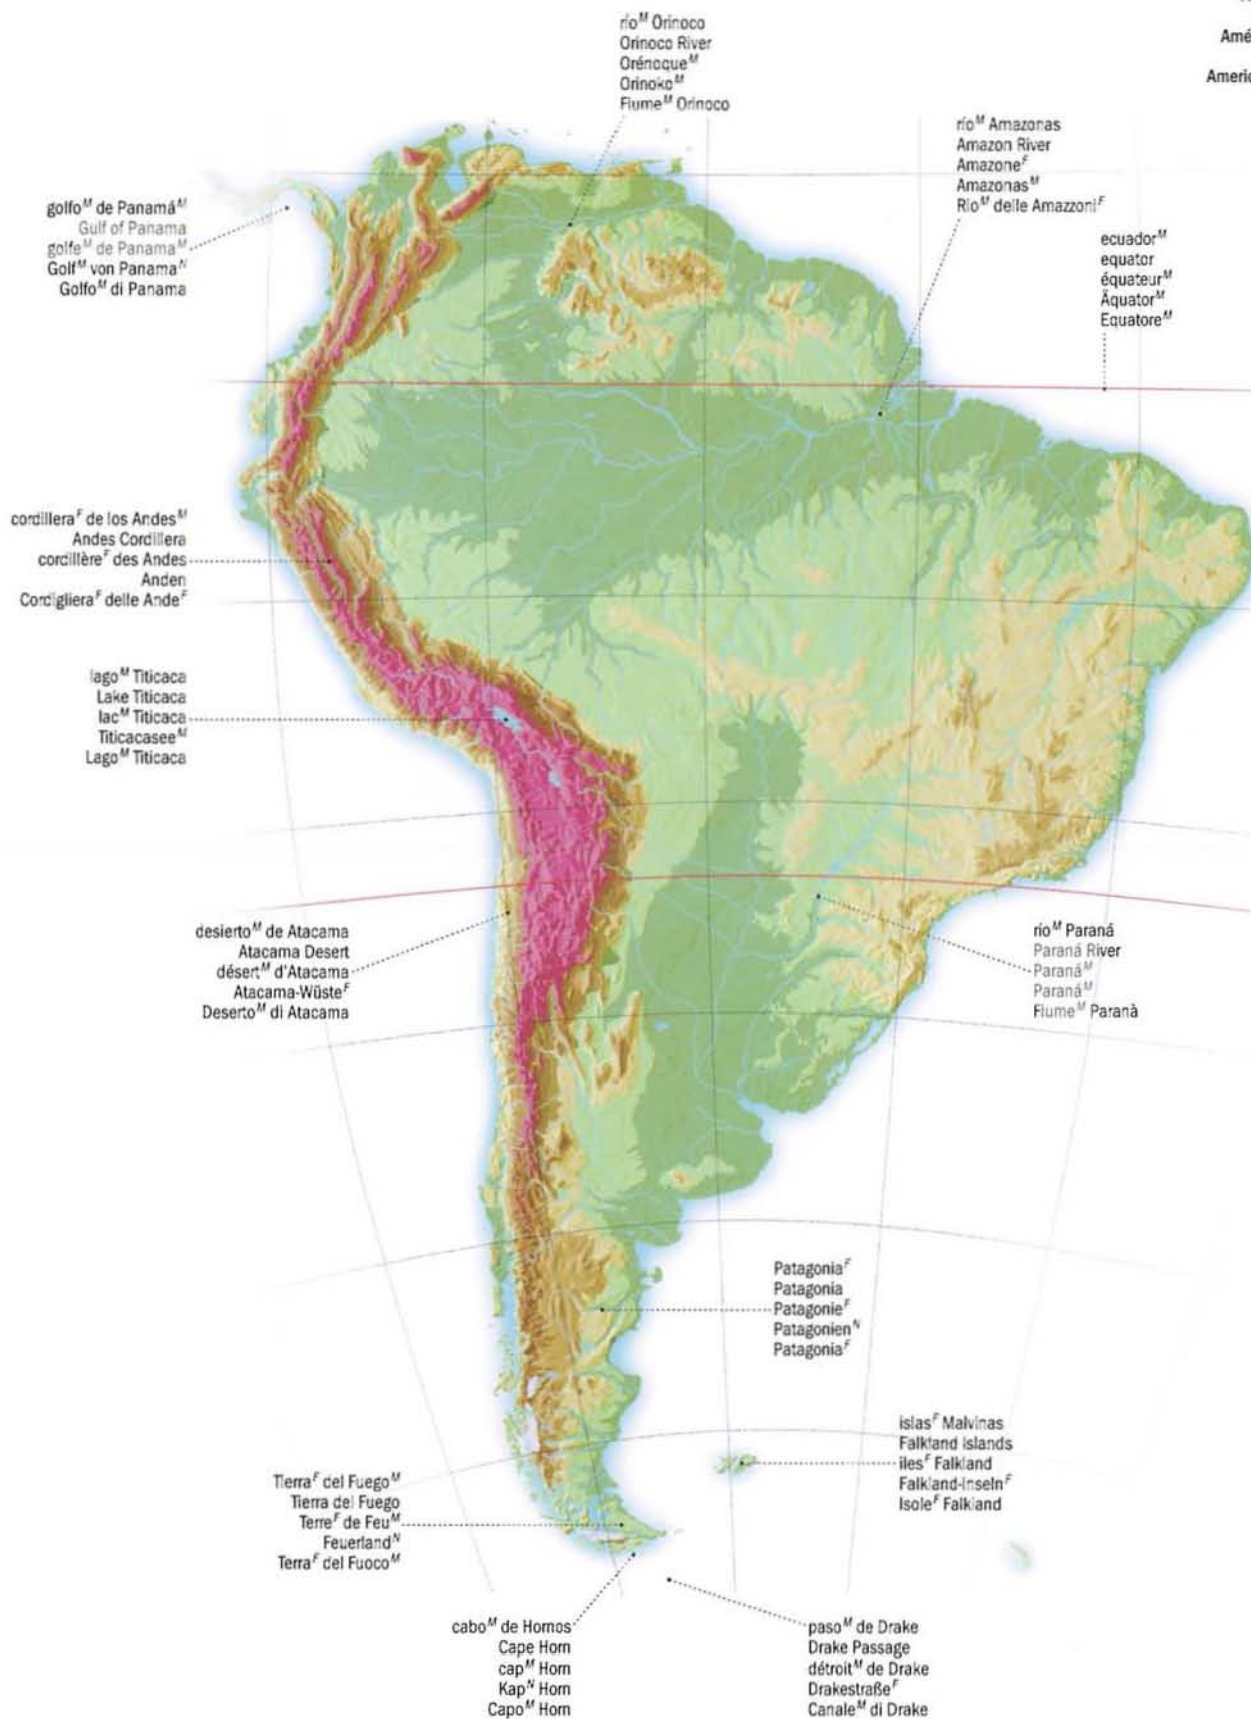 Amé
Americ
río^M Orinoco
Orinoco River
Orénoque^M
Orinoko^M
Fiume^M Orinoco
río^M Amazonas
Amazon River
Amazone^F
Amazonas^M
Rio^M delle Amazzoni^F
golfo^M de Panamá^M
Gulf of Panama
golfe^M de Panama^M
Golf^M von Panama^N
Golfo^M di Panama
ecuador^M
equator
équateur^M
Äquator^M
Equatore^M
cordillera^F de los Andes^M
Andes Cordillera
cordillère^F des Andes
Anden
Cordigliera^F delle Ande^F
lago^M Titicaca
Lake Titicaca
lac^M Titicaca
Titicacasee^M
Lago^M Titicaca
desierto^M de Atacama
Atacama Desert
désert^M d'Atacama
Atacama-Wüste^F
Deserto^M di Atacama
río^M Paraná
Paraná River
Paraná^M
Paraná^M
Fiume^M Paranà
Patagonia^F
Patagonia
Patagonie^F
Patagonien^N
Patagonia^F
islas^F Malvinas
Falkland Islands
îles^F Falkland
Falkland-Inseln^F
Isole^F Falkland
Tierra^F del Fuego^M
Tierra del Fuego
Terre^F de Feu^M
Feuerland^N
Terra^F del Fuoco^M
cabo^M de Hornos
Cape Horn
cap^M Horn
Kap^N Horn
Capo^M Horn
paso^M de Drake
Drake Passage
détroit^M de Drake
Drakestraße^F
Canale^M di Drake